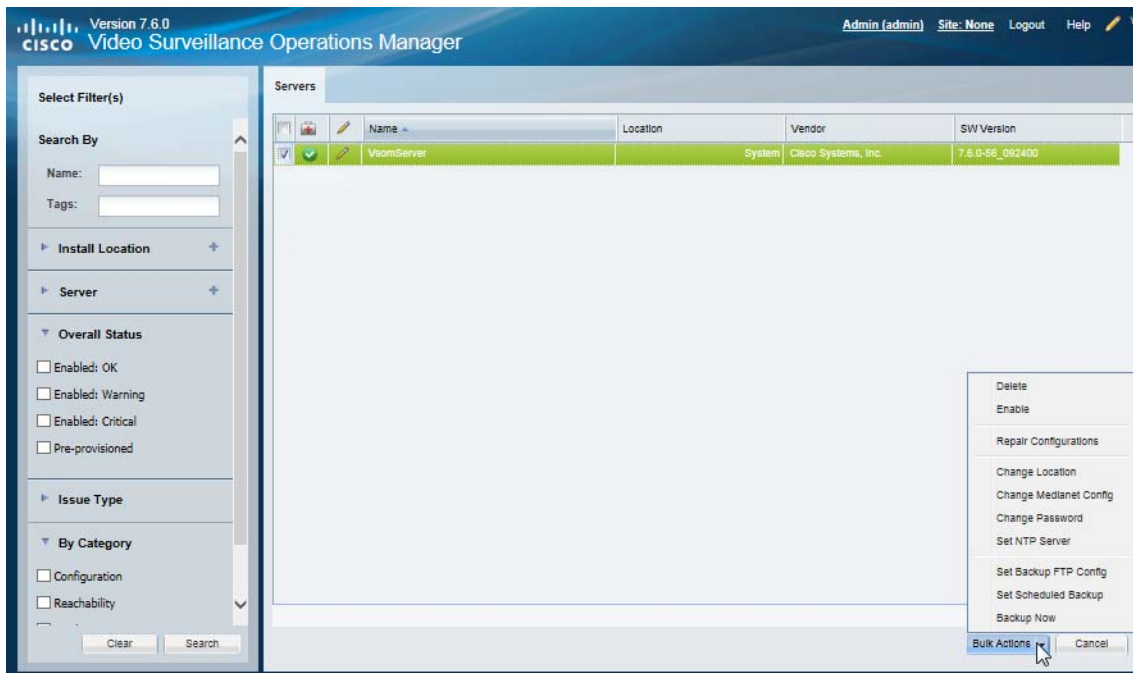 Version 7.6.0
CISCO Video Surveillance Operations Manager
Admin (admin) Site: None Logout Help
Select Filter(s)
Search By
Name:
Tags:
Install Location
Server
Overall Status
Enabled: OK
Enabled: Warning
Enabled: Critical
Pre-provisioned
Issue Type
By Category
Configuration
Reachability
Clear Search
Servers
Name Location Vendor SW Version
VsomServer System Cisco Systems, Inc. 7.6.0-56_092400
Delete
Enable
Repair Configurations
Change Location
Change Medianet Config
Change Password
Set NTP Server
Set Backup FTP Config
Set Scheduled Backup
Backup Now
Bulk Actions Cancel